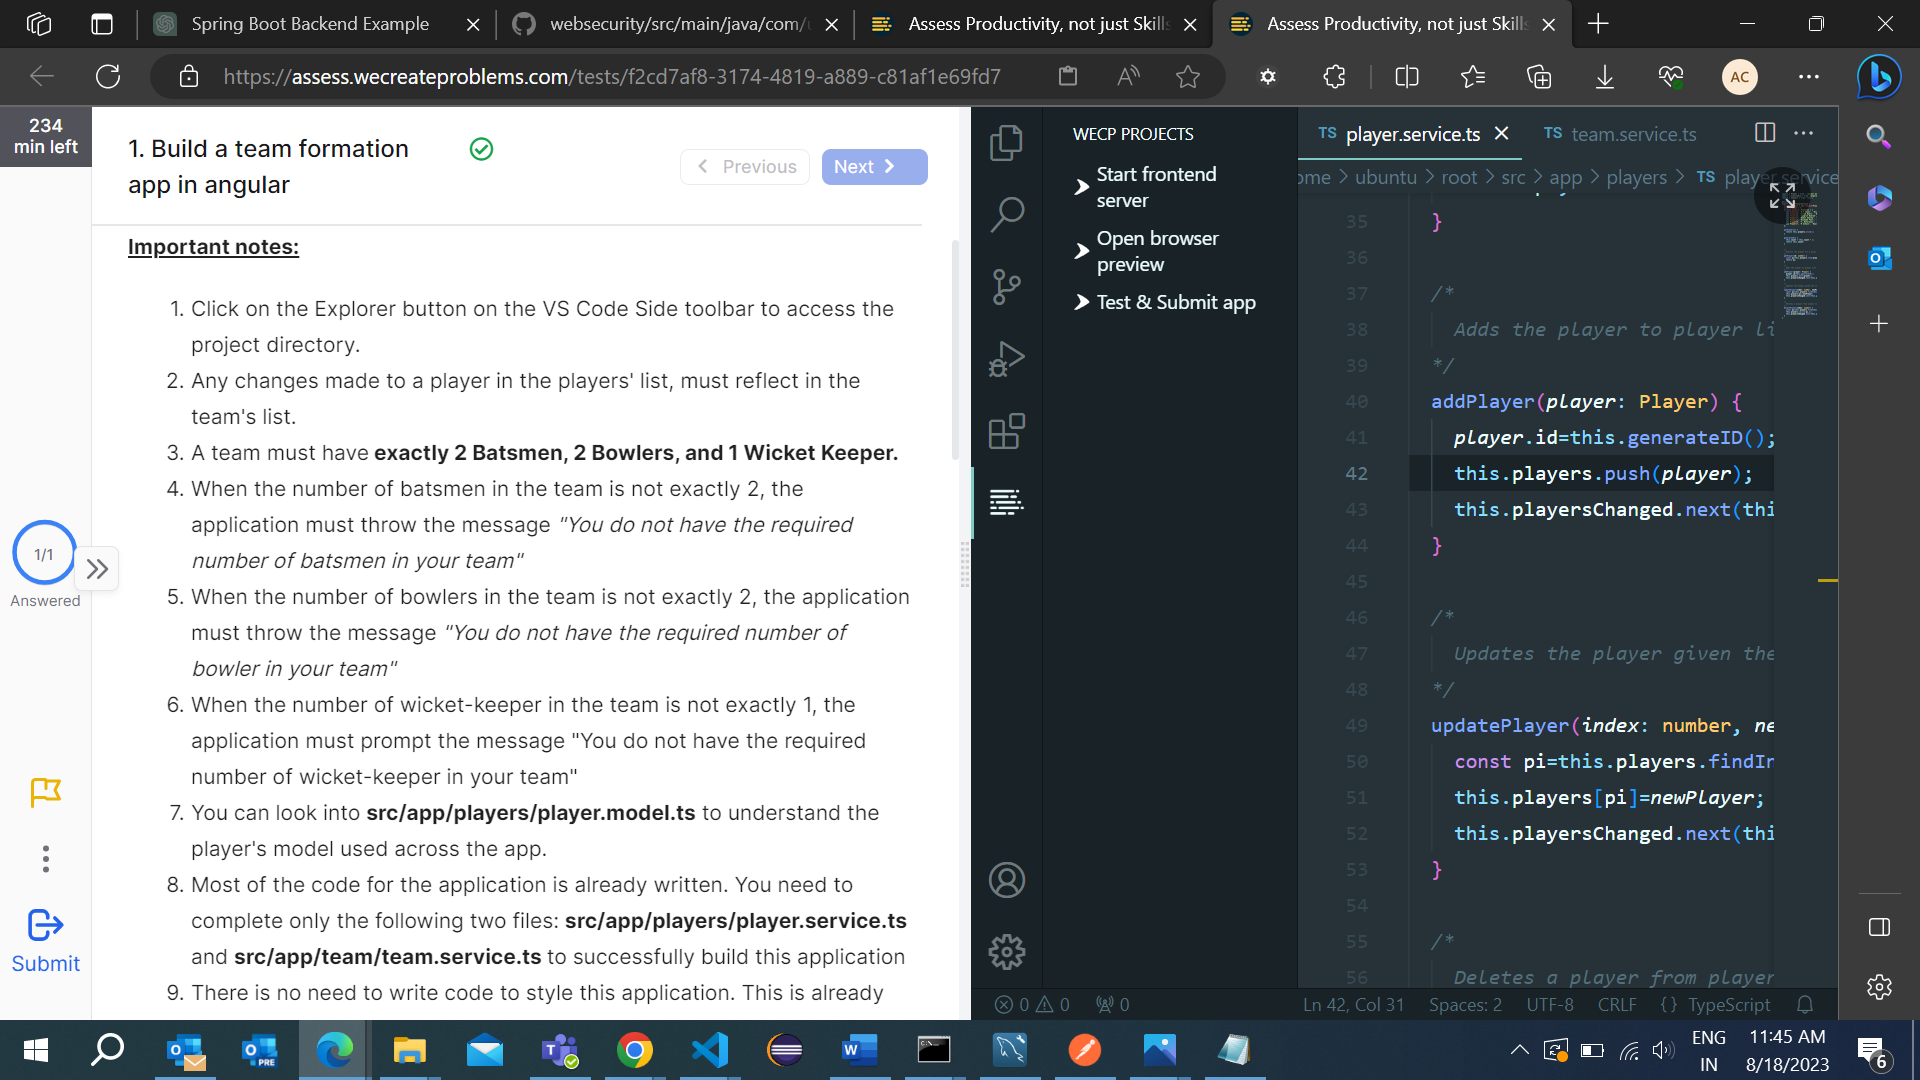 Spring Boot Backend Example
websecurity/src/main/java/com/
Assess Productivity, not just Skills
Assess Productivity, not just Skills
https://assess.wecreateproblems.com/tests/f2cd7af8-3174-4819-a889-c81af1e69fd7
AC
234
min left
1. Build a team formation
app in angular
Previous
Next
Important notes:
1. Click on the Explorer button on the VS Code Side toolbar to access the
project directory.
2. Any changes made to a player in the players' list, must reflect in the
team's list.
3. A team must have exactly 2 Batsmen, 2 Bowlers, and 1 Wicket Keeper.
4. When the number of batsmen in the team is not exactly 2, the
application must throw the message "You do not have the required
number of batsmen in your team"
5. When the number of bowlers in the team is not exactly 2, the application
must throw the message "You do not have the required number of
bowler in your team"
6. When the number of wicket-keeper in the team is not exactly 1, the
application must prompt the message "You do not have the required
number of wicket-keeper in your team"
7. You can look into src/app/players/player.model.ts to understand the
player's model used across the app.
8. Most of the code for the application is already written. You need to
complete only the following two files: src/app/players/player.service.ts
and src/app/team/team.service.ts to successfully build this application
9. There is no need to write code to style this application. This is already
1/1
Answered
Submit
WECP PROJECTS
Start frontend
server
Open browser
preview
Test & Submit app
TS player.service.ts
TS team.service.ts
ome > ubuntu > root > src > app > players > TS player.service
35 }
36
37 /*
38 Adds the player to player li
39 */
40 addPlayer(player: Player) {
41 player.id=this.generateID();
42 this.players.push(player);
43 this.playersChanged.next(thi
44 }
45
46 /*
47 Updates the player given the
48 */
49 updatePlayer(index: number, ne
50 const pi=this.players.findIn
51 this.players[pi]=newPlayer;
52 this.playersChanged.next(thi
53 }
54
55 /*
56 Deletes a player from player
0 0 0
Ln 42, Col 31 Spaces: 2 UTF-8 CRLF {} TypeScript
ENG
IN
11:45 AM
8/18/2023
6